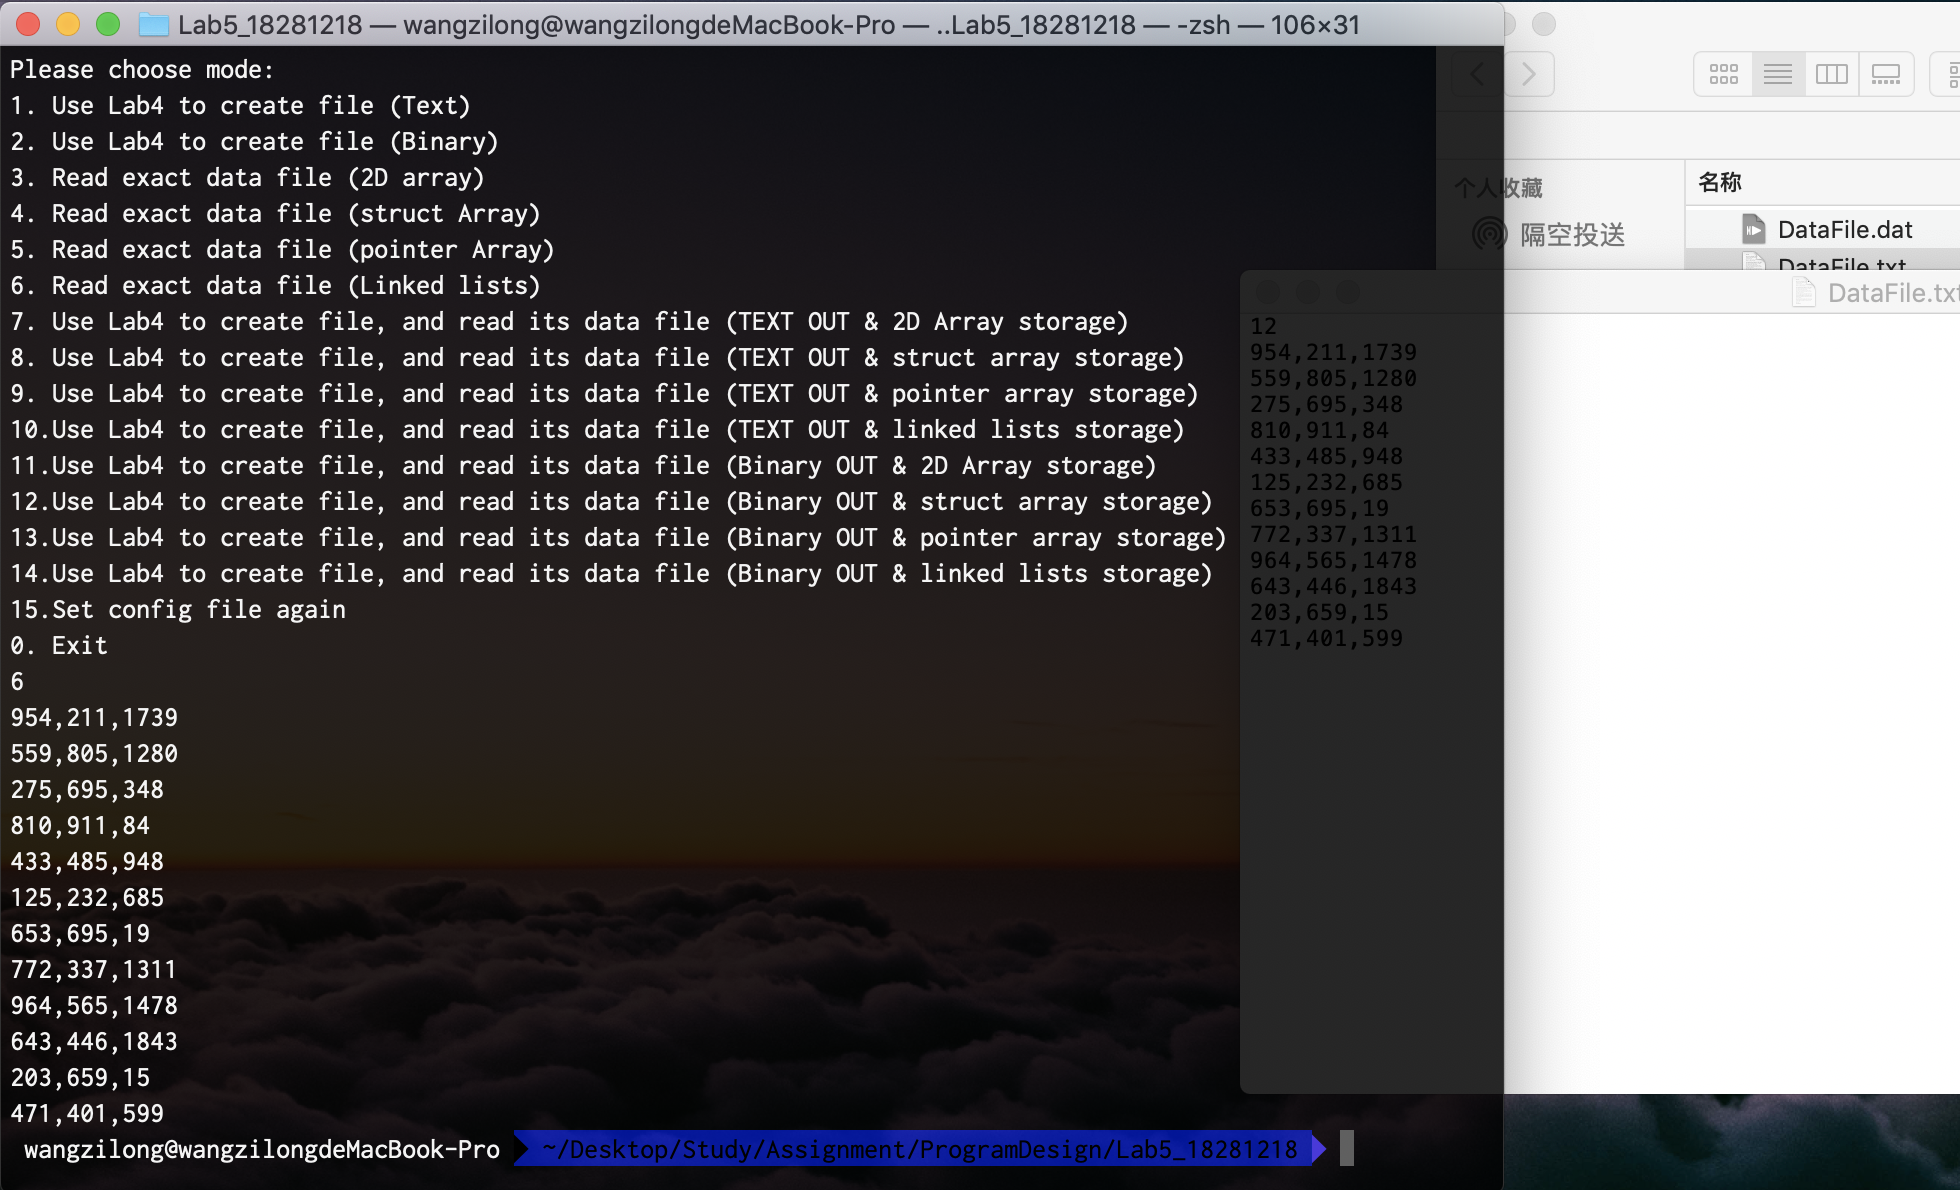 Lab5_18281218 — wangzilong@wangzilongdeMacBook-Pro — ..Lab5_18281218 — -zsh — 106×31
Please choose mode:
1. Use Lab4 to create file (Text)
2. Use Lab4 to create file (Binary)
3. Read exact data file (2D array)
4. Read exact data file (struct Array)
5. Read exact data file (pointer Array)
6. Read exact data file (Linked lists)
7. Use Lab4 to create file, and read its data file (TEXT OUT & 2D Array storage)
8. Use Lab4 to create file, and read its data file (TEXT OUT & struct array storage)
9. Use Lab4 to create file, and read its data file (TEXT OUT & pointer array storage)
10.Use Lab4 to create file, and read its data file (TEXT OUT & linked lists storage)
11.Use Lab4 to create file, and read its data file (Binary OUT & 2D Array storage)
12.Use Lab4 to create file, and read its data file (Binary OUT & struct array storage)
13.Use Lab4 to create file, and read its data file (Binary OUT & pointer array storage)
14.Use Lab4 to create file, and read its data file (Binary OUT & linked lists storage)
15.Set config file again
0. Exit
6
954,211,1739
559,805,1280
275,695,348
810,911,84
433,485,948
125,232,685
653,695,19
772,337,1311
964,565,1478
643,446,1843
203,659,15
471,401,599
wangzilong@wangzilongdeMacBook-Pro ~/Desktop/Study/Assignment/ProgramDesign/Lab5_18281218
个人收藏
隔空投送
名称
DataFile.dat
DataFile.txt
DataFile.txt
12
954,211,1739
559,805,1280
275,695,348
810,911,84
433,485,948
125,232,685
653,695,19
772,337,1311
964,565,1478
643,446,1843
203,659,15
471,401,599